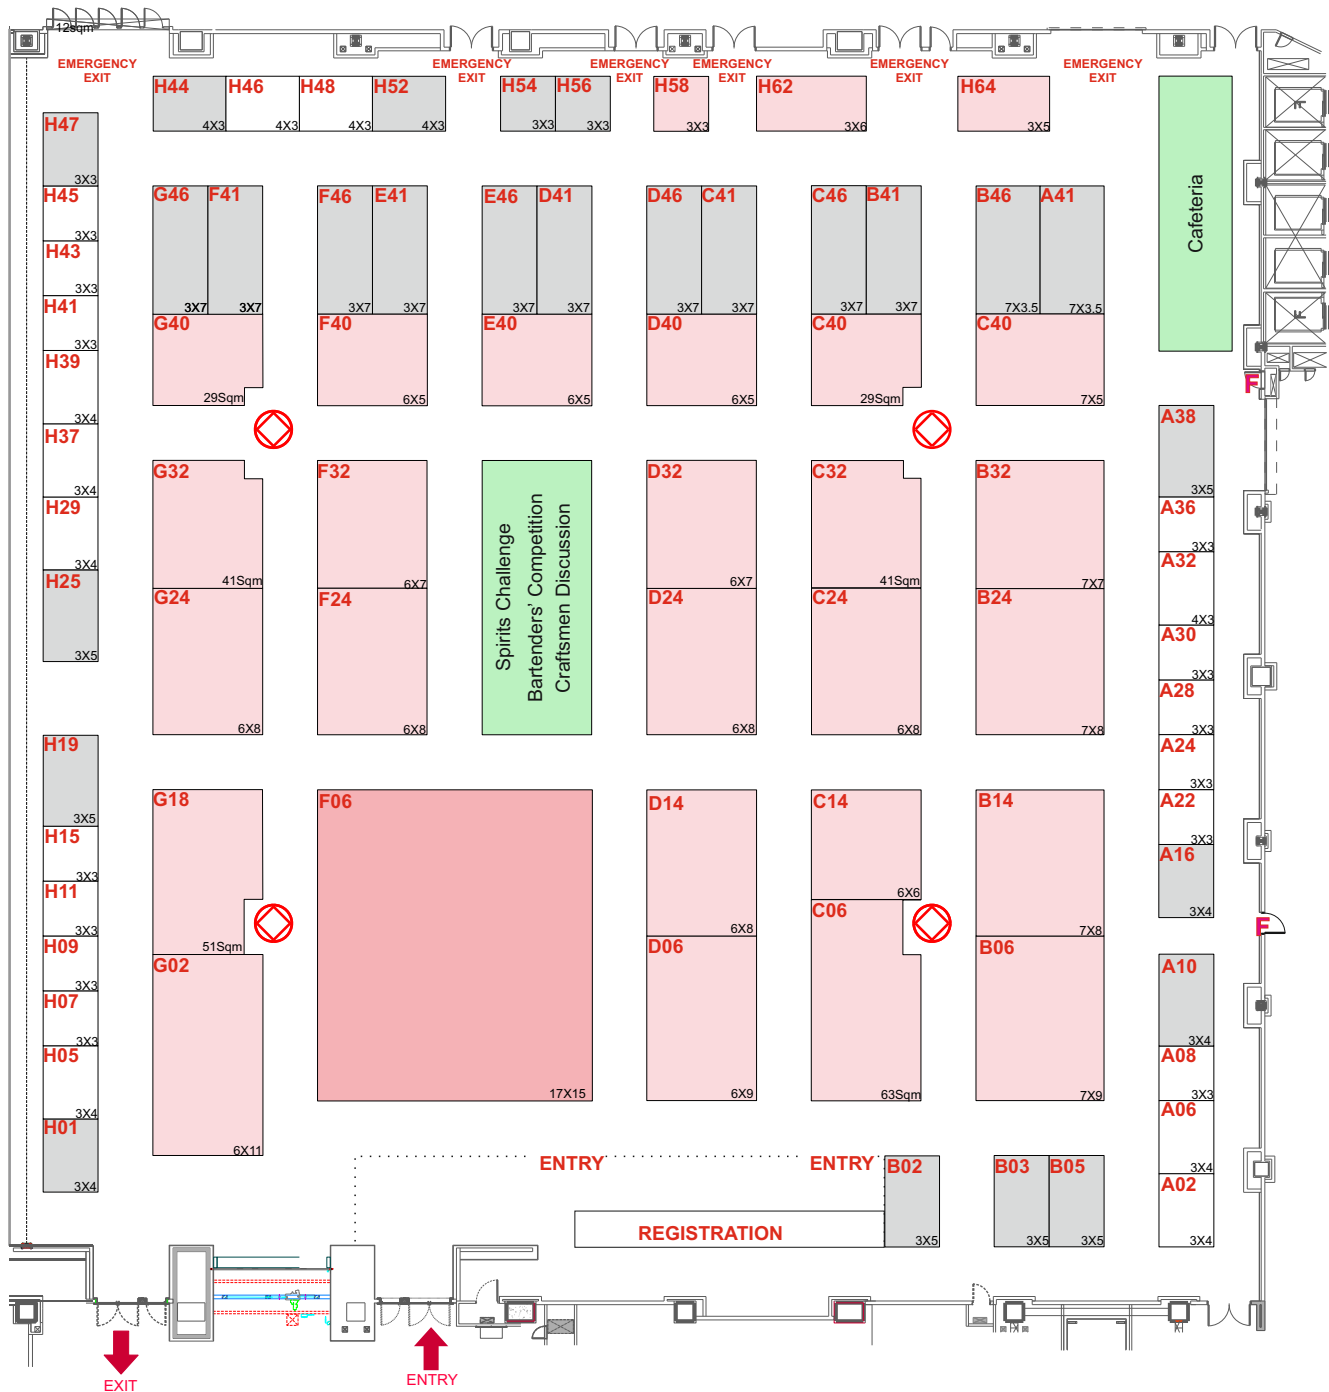 12sqm
EMERGENCY
EXIT
EMERGENCY
EXIT
EMERGENCY
EXIT
EMERGENCY
EXIT
EMERGENCY
EXIT
EMERGENCY
EXIT
H44
4X3
H46
4X3
H48
4X3
H52
4X3
H54
3X3
H56
3X3
H58
3X3
H62
3X6
H64
3X5
H47
3X3
H45
3X3
H43
3X3
H41
3X3
H39
3X4
H37
3X4
H29
3X4
H25
3X5
H19
3X5
H15
3X3
H11
3X3
H09
3X3
H07
3X3
H05
3X4
H01
3X4
G46
3X7
F41
3X7
F46
3X7
E41
3X7
E46
3X7
D41
3X7
D46
3X7
C41
3X7
C46
3X7
B41
3X7
B46
7X3.5
A41
7X3.5
G40
29Sqm
F40
6X5
E40
6X5
D40
6X5
C40
29Sqm
C40
7X5
Cafeteria
F
F
F
G32
41Sqm
F32
6X7
Spirits Challenge
Bartenders' Competition
Craftsmen Discussion
D32
6X7
C32
41Sqm
B32
7X7
G24
6X8
F24
6X8
D24
6X8
C24
6X8
B24
7X8
A38
3X5
A36
3X3
A32
4X3
A30
3X3
A28
3X3
A24
3X3
A22
3X3
A16
3X4
F
A10
3X4
A08
3X3
A06
3X4
A02
3X4
G18
51Sqm
F06
17X15
D14
6X8
C14
6X6
B14
7X8
G02
6X11
D06
6X9
C06
63Sqm
B06
7X9
ENTRY
ENTRY
B02
3X5
B03
3X5
B05
3X5
REGISTRATION
EXIT
ENTRY